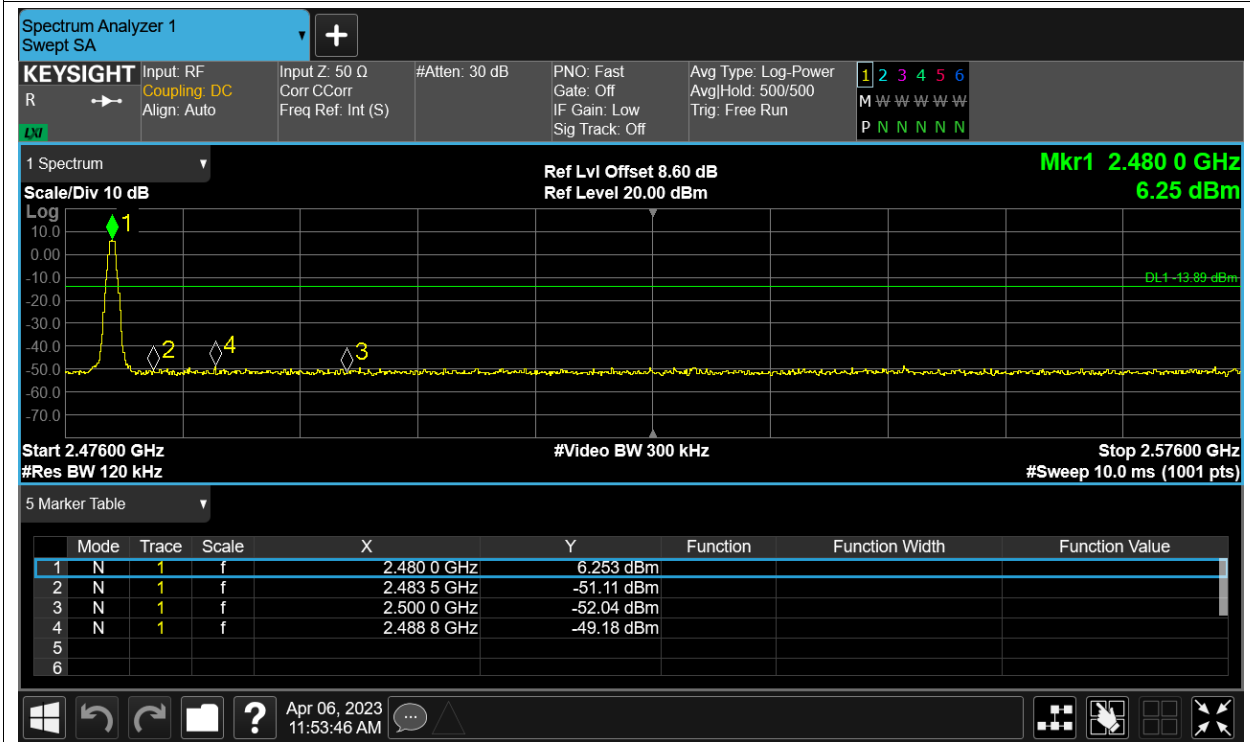 Spectrum Analyzer 1
Swept SA
+
KEYSIGHT Input: RF Input Z: 50 Ω #Atten: 30 dB PNO: Fast Avg Type: Log-Power 1 2 3 4 5 6
R Coupling: DC Corr CCorr Gate: Off Avg|Hold: 500/500 M W W W W W
Align: Auto Freq Ref: Int (S) IF Gain: Low Trig: Free Run
LXI Sig Track: Off P N N N N N
1 Spectrum Ref Lvl Offset 8.60 dB Mkr1 2.480 0 GHz
Scale/Div 10 dB Ref Level 20.00 dBm 6.25 dBm
Log
1
10.0
0.00
-10.0 DL1 -13.89 dBm
-20.0
-30.0
-40.0 2 4 3
-50.0
-60.0
-70.0
Start 2.47600 GHz #Video BW 300 kHz Stop 2.57600 GHz
#Res BW 120 kHz #Sweep 10.0 ms (1001 pts)
5 Marker Table
Mode Trace Scale X Y Function Function Width Function Value
1 N 1 f 2.480 0 GHz 6.253 dBm
2 N 1 f 2.483 5 GHz -51.11 dBm
3 N 1 f 2.500 0 GHz -52.04 dBm
4 N 1 f 2.488 8 GHz -49.18 dBm
5
6
? Apr 06, 2023
11:53:46 AM